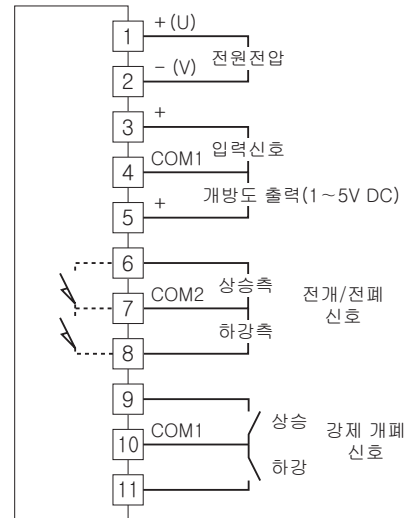 1 +(U)
전원전압
2 − (V)
3 +
입력신호
4 COM1
개방도 출력(1～5V DC)
5 +
6
상승측
7 COM2
전개/전폐
신호
하강측
8
9
상승
10 COM1
강제 개폐
신호
하강
11